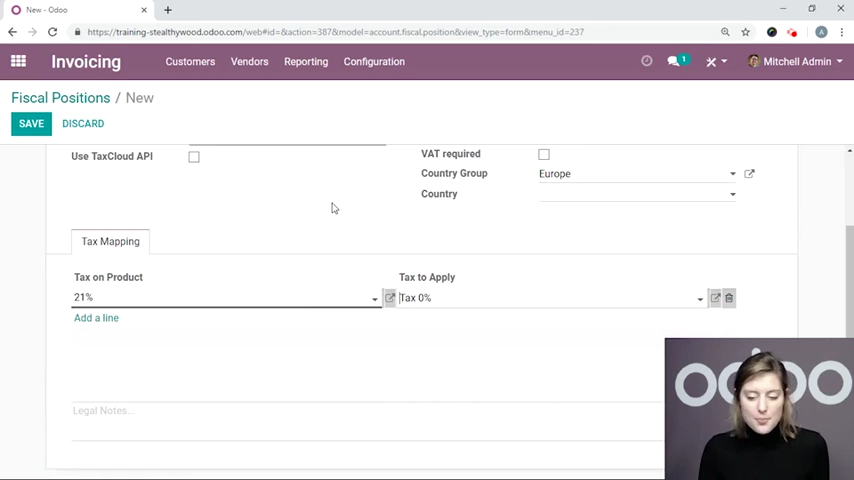 New - Odoo
https://training-stealthywood.odoo.com/web#id=&action=387&model=account.fiscal.position&view_type=form&menu_id=237
Invoicing Customers Vendors Reporting Configuration 1 Mitchell Admin
Fiscal Positions / New
SAVE DISCARD
Use TaxCloud API
VAT required
Country Group Europe
Country
Tax Mapping
Tax on Product Tax to Apply
21% Tax 0%
Add a line
Legal Notes...
odoo